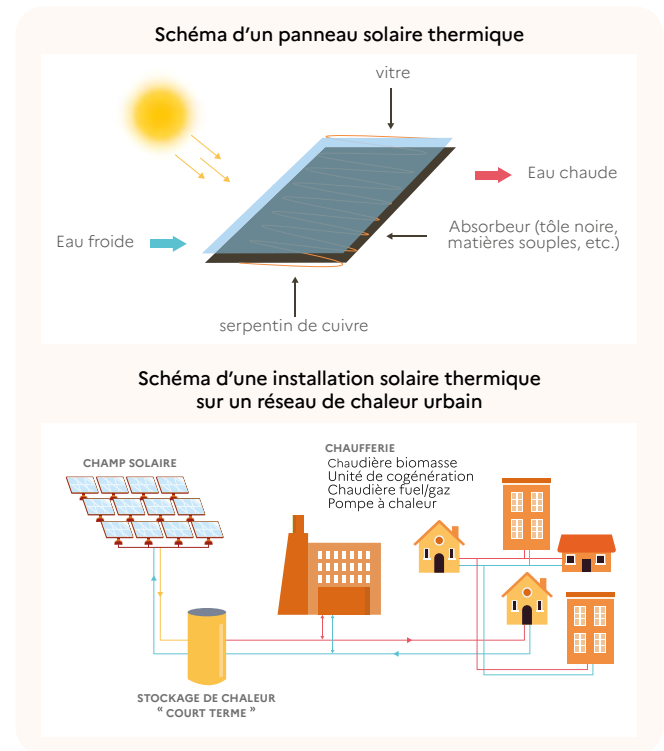 Schéma d'un panneau solaire thermique
vitre
Eau chaude
Eau froide
Absorbeur (tôle noire,
matières souples, etc.)
serpentin de cuivre
Schéma d'une installation solaire thermique
sur un réseau de chaleur urbain
CHAMP SOLAIRE
CHAUFFERIE
Chaudière biomasse
Unité de cogénération
Chaudière fuel/gaz
Pompe à chaleur
STOCKAGE DE CHALEUR
“ COURT TERME ”